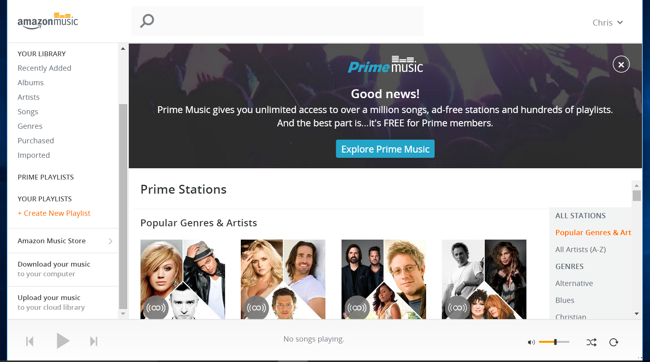 amazonmusic
Chris
YOUR LIBRARY
Recently Added
Albums
Artists
Songs
Genres
Purchased
Imported
PRIME PLAYLISTS
YOUR PLAYLISTS
+ Create New Playlist
Amazon Music Store
Download your music
to your computer
Upload your music
to your cloud library
Prime music
Good news!
Prime Music gives you unlimited access to over a million songs, ad-free stations and hundreds of playlists.
And the best part is...it's FREE for Prime members.
Explore Prime Music
Prime Stations
Popular Genres & Artists
ALL STATIONS
Popular Genres & Art
All Artists (A-Z)
GENRES
Alternative
Blues
Christian
No songs playing.